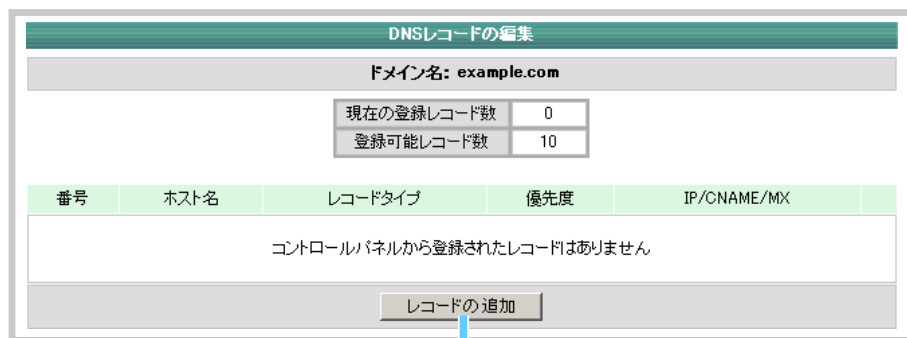 DNSレコードの編集
ドメイン名: example.com
現在の登録レコード数 0
登録可能レコード数 10
番号 ホスト名 レコードタイプ 優先度 IP/CNAME/MX
コントロールパネルから登録されたレコードはありません
レコードの追加